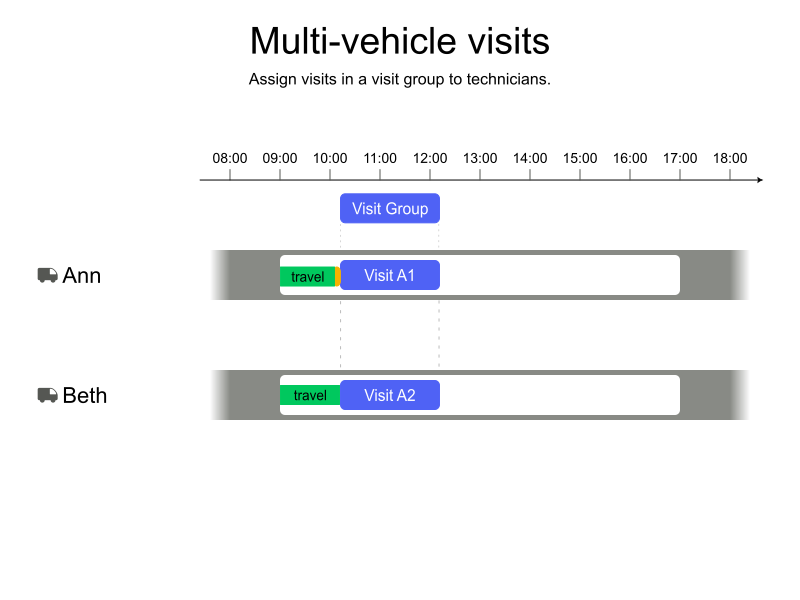 Multi-vehicle visits
Assign visits in a visit group to technicians.
08:00 09:00 10:00 11:00 12:00 13:00 14:00 15:00 16:00 17:00 18:00
Visit Group
Ann travel Visit A1
Beth travel Visit A2